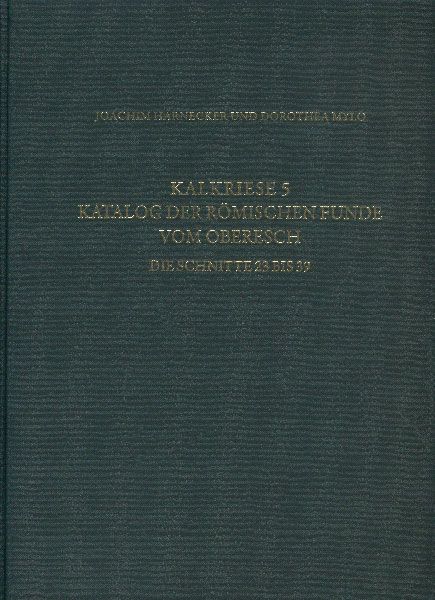 JOACHIM HARNECKER UND DOROTHEA MYLO
KALKRIESE 5
KATALOG DER RÖMISCHEN FUNDE
VOM OBERESCH
DIE SCHNITTE 23 BIS 39